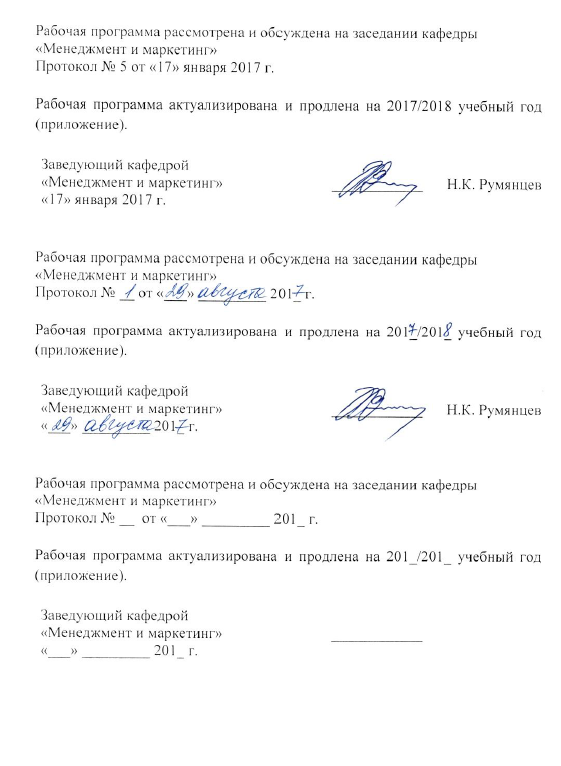 Рабочая программа рассмотрена и обсуждена на заседании кафедры
«Менеджмент и маркетинг»
Протокол № 5 от «17» января 2017 г.
Рабочая программа актуализирована и продлена на 2017/2018 учебный год
(приложение).
Заведующий кафедрой
«Менеджмент и маркетинг» Н.К. Румянцев
«17» января 2017 г.
Рабочая программа рассмотрена и обсуждена на заседании кафедры
«Менеджмент и маркетинг»
Протокол № 1 от «29» августа 2017 г.
Рабочая программа актуализирована и продлена на 2017/2018 учебный год
(приложение).
Заведующий кафедрой
«Менеджмент и маркетинг» Н.К. Румянцев
«29» августа 2017 г.
Рабочая программа рассмотрена и обсуждена на заседании кафедры
«Менеджмент и маркетинг»
Протокол № __ от «___» _________ 201_ г.
Рабочая программа актуализирована и продлена на 201_/201_ учебный год
(приложение).
Заведующий кафедрой
«Менеджмент и маркетинг» ____________
«___» _________ 201_ г.